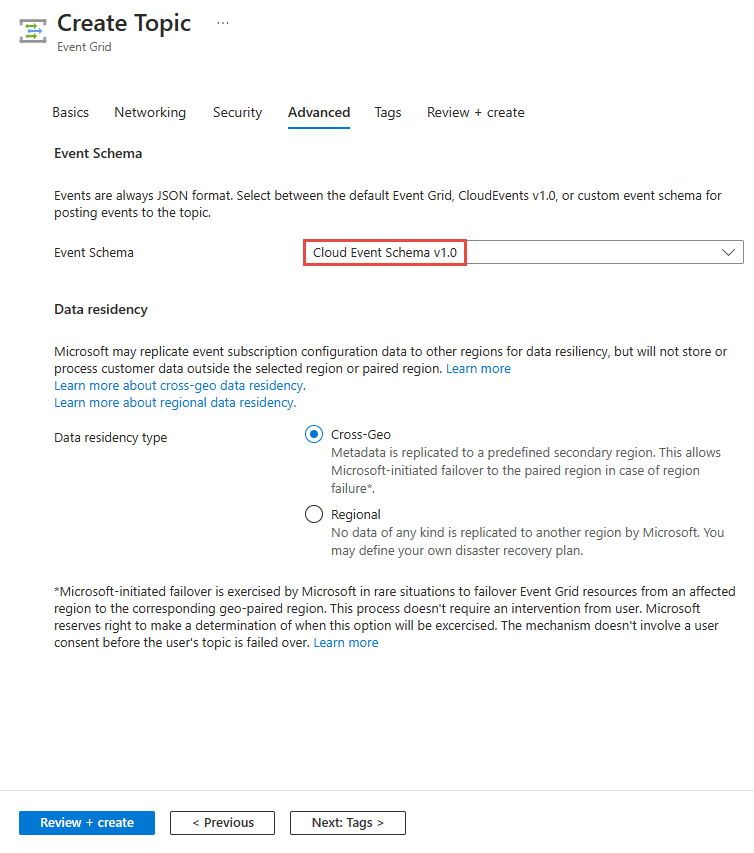 Create Topic
...
Event Grid
Basics Networking Security Advanced Tags Review + create
Event Schema
Events are always JSON format. Select between the default Event Grid, CloudEvents v1.0, or custom event schema for
posting events to the topic.
Event Schema
Cloud Event Schema v1.0
Data residency
Microsoft may replicate event subscription configuration data to other regions for data resiliency, but will not store or
process customer data outside the selected region or paired region. Learn more
Learn more about cross-geo data residency.
Learn more about regional data residency.
Data residency type
Cross-Geo
Metadata is replicated to a predefined secondary region. This allows
Microsoft-initiated failover to the paired region in case of region
failure*.
Regional
No data of any kind is replicated to another region by Microsoft. You
may define your own disaster recovery plan.
*Microsoft-initiated failover is exercised by Microsoft in rare situations to failover Event Grid resources from an affected
region to the corresponding geo-paired region. This process doesn't require an intervention from user. Microsoft
reserves right to make a determination of when this option will be excercised. The mechanism doesn't involve a user
consent before the user's topic is failed over. Learn more
Review + create
< Previous
Next: Tags >